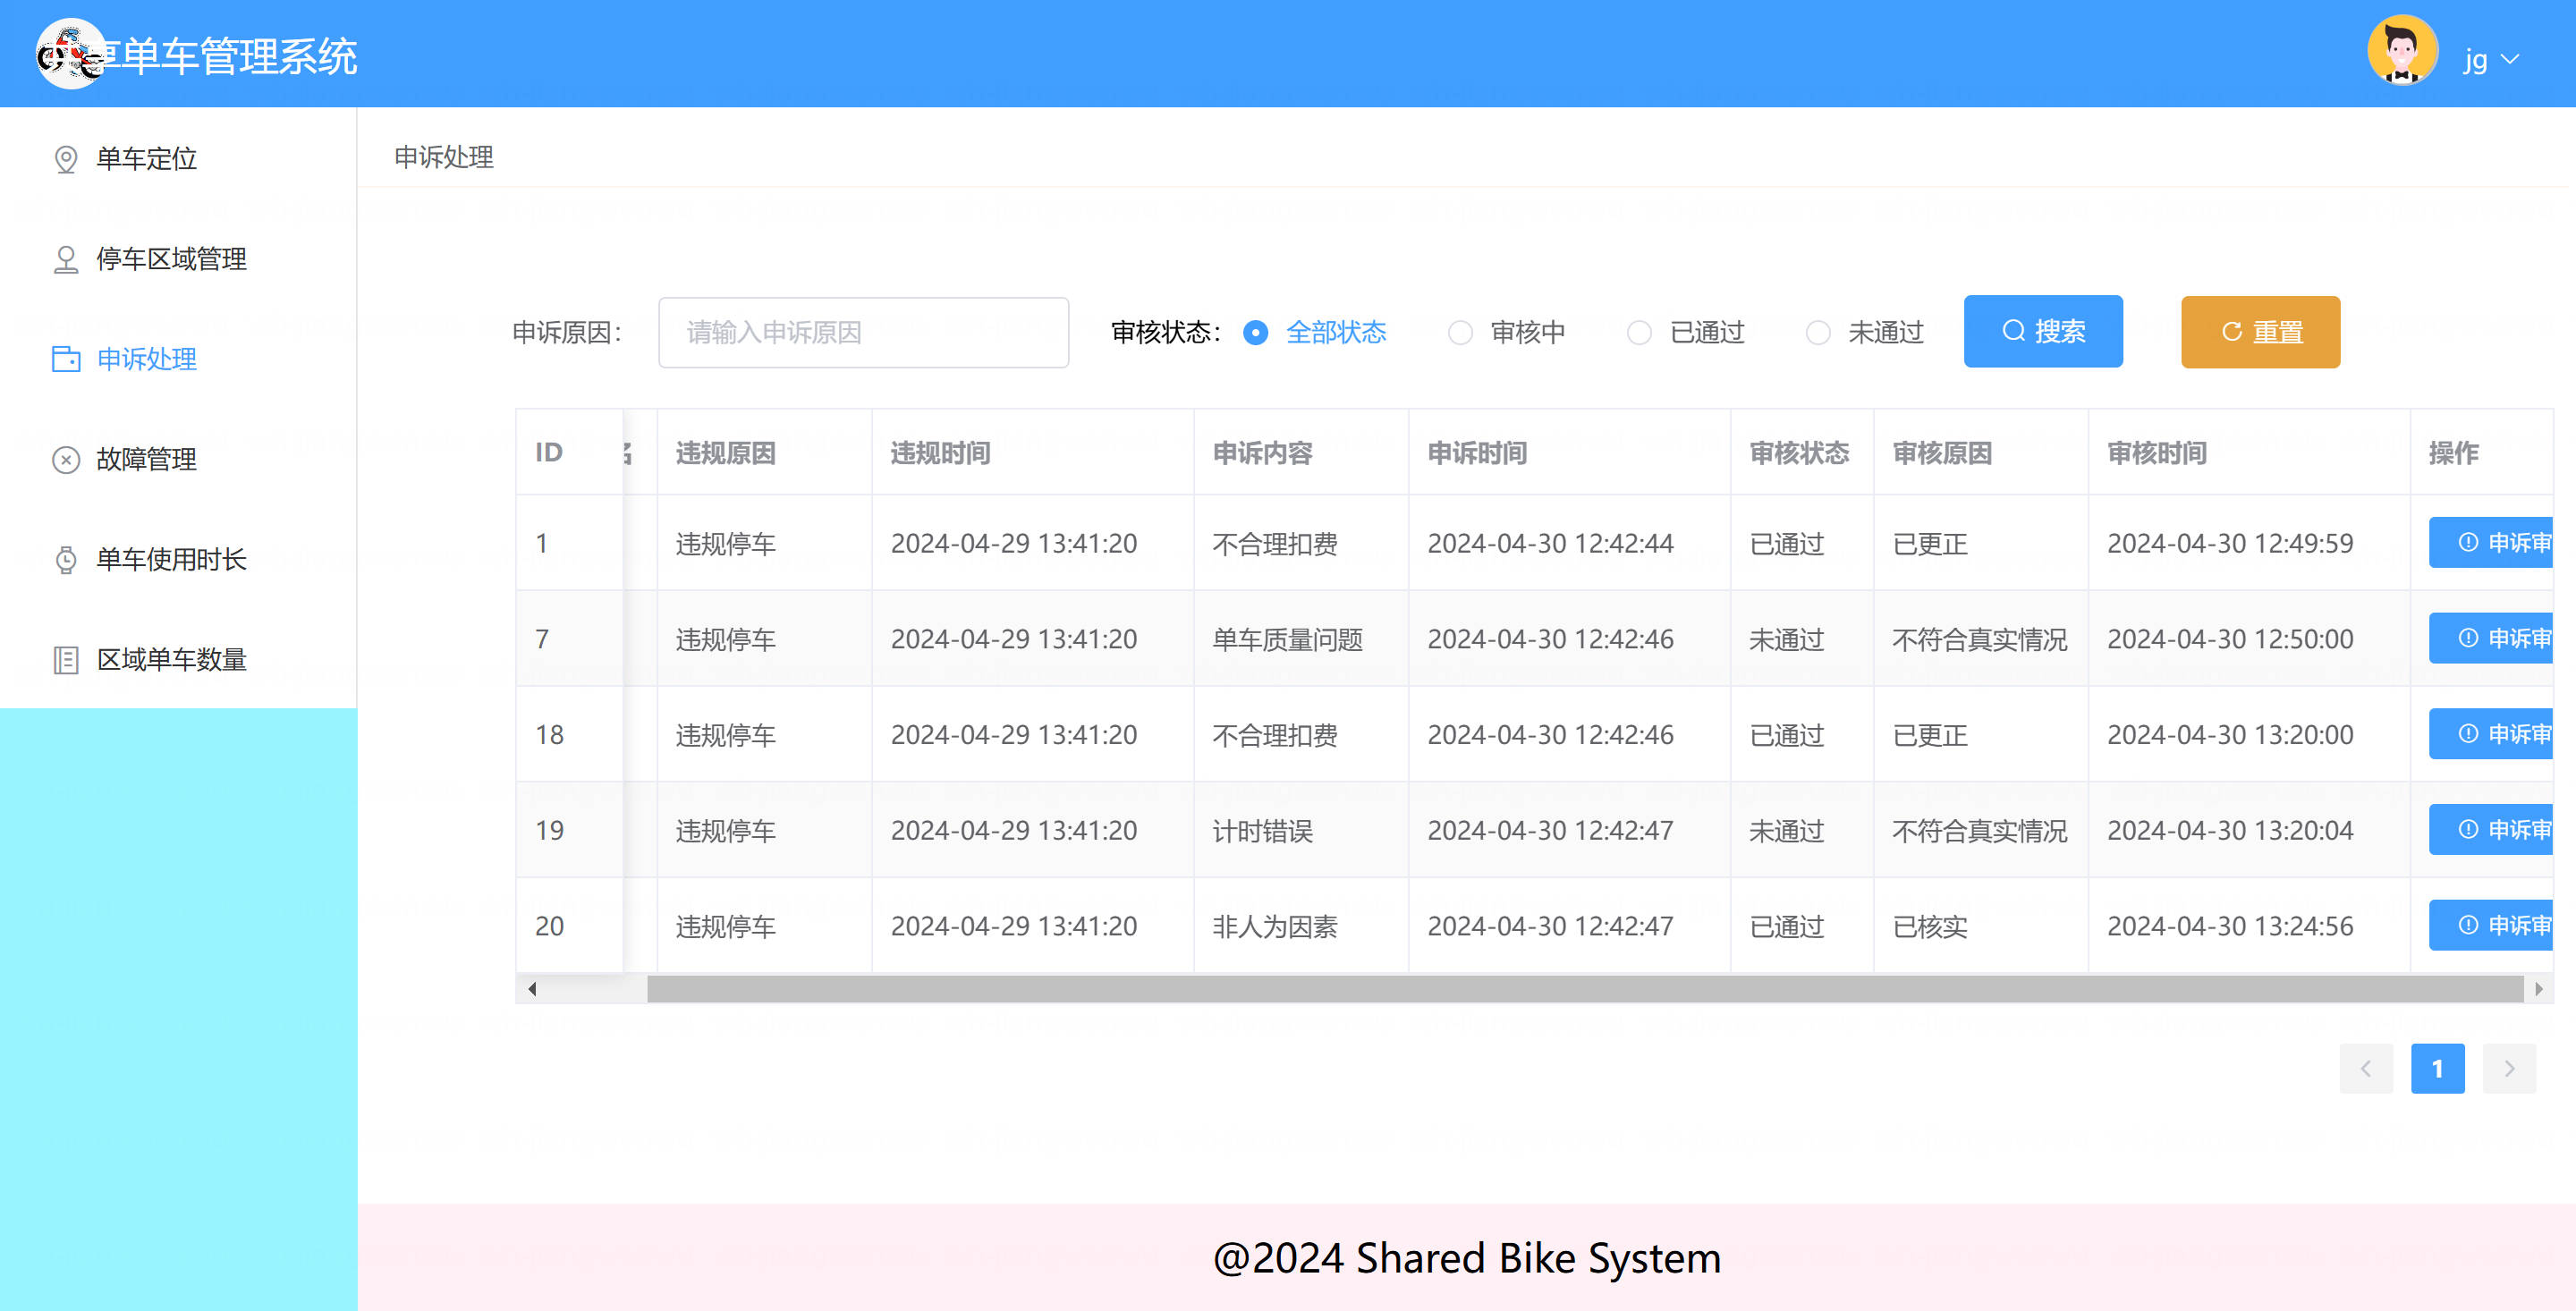 享单车管理系统
jg
单车定位
停车区域管理
申诉处理
故障管理
单车使用时长
区域单车数量
申诉处理
申诉原因： 请输入申诉原因 审核状态： 全部状态 审核中 已通过 未通过 搜索 重置
ID 名 违规原因 违规时间 申诉内容 申诉时间 审核状态 审核原因 审核时间 操作
1 违规停车 2024-04-29 13:41:20 不合理扣费 2024-04-30 12:42:44 已通过 已更正 2024-04-30 12:49:59 申诉审
7 违规停车 2024-04-29 13:41:20 单车质量问题 2024-04-30 12:42:46 未通过 不符合真实情况 2024-04-30 12:50:00 申诉审
18 违规停车 2024-04-29 13:41:20 不合理扣费 2024-04-30 12:42:46 已通过 已更正 2024-04-30 13:20:00 申诉审
19 违规停车 2024-04-29 13:41:20 计时错误 2024-04-30 12:42:47 未通过 不符合真实情况 2024-04-30 13:20:04 申诉审
20 违规停车 2024-04-29 13:41:20 非人为因素 2024-04-30 12:42:47 已通过 已核实 2024-04-30 13:24:56 申诉审
1
@2024 Shared Bike System